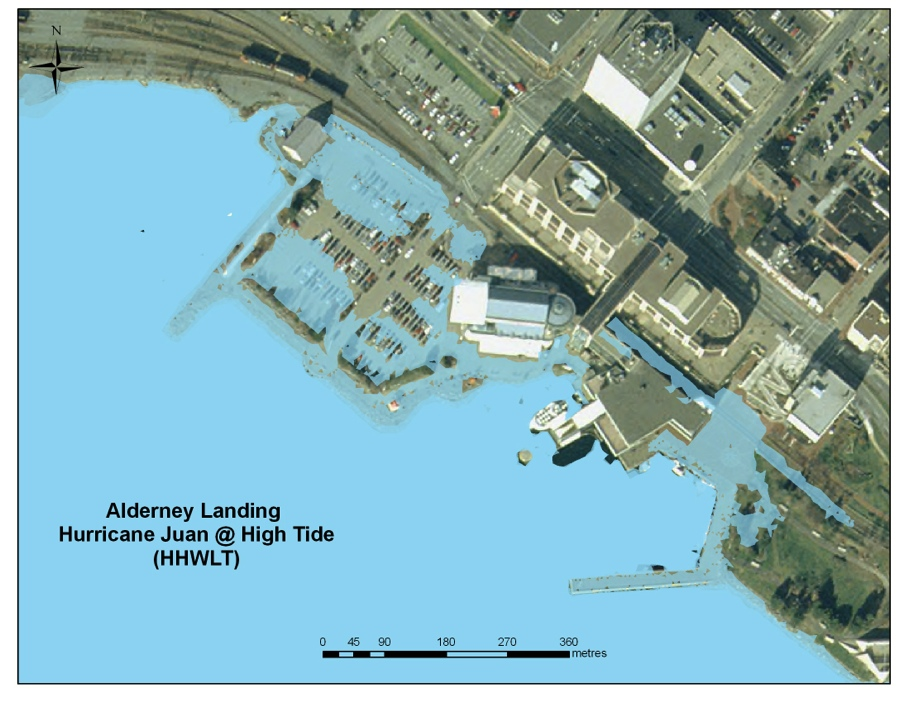 N
Alderney Landing
Hurricane Juan @ High Tide
(HHWLT)
0 45 90 180 270 360
metres